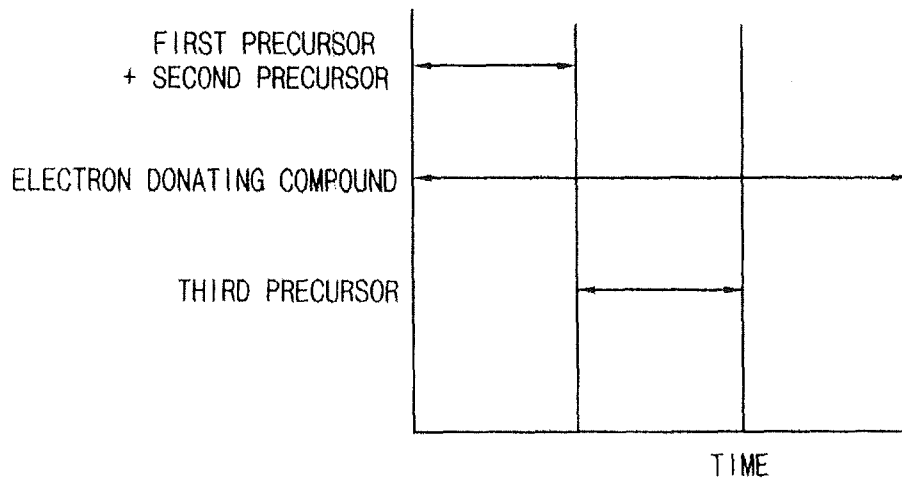 FIRST PRECURSOR
+ SECOND PRECURSOR
ELECTRON DONATING COMPOUND
THIRD PRECURSOR
TIME